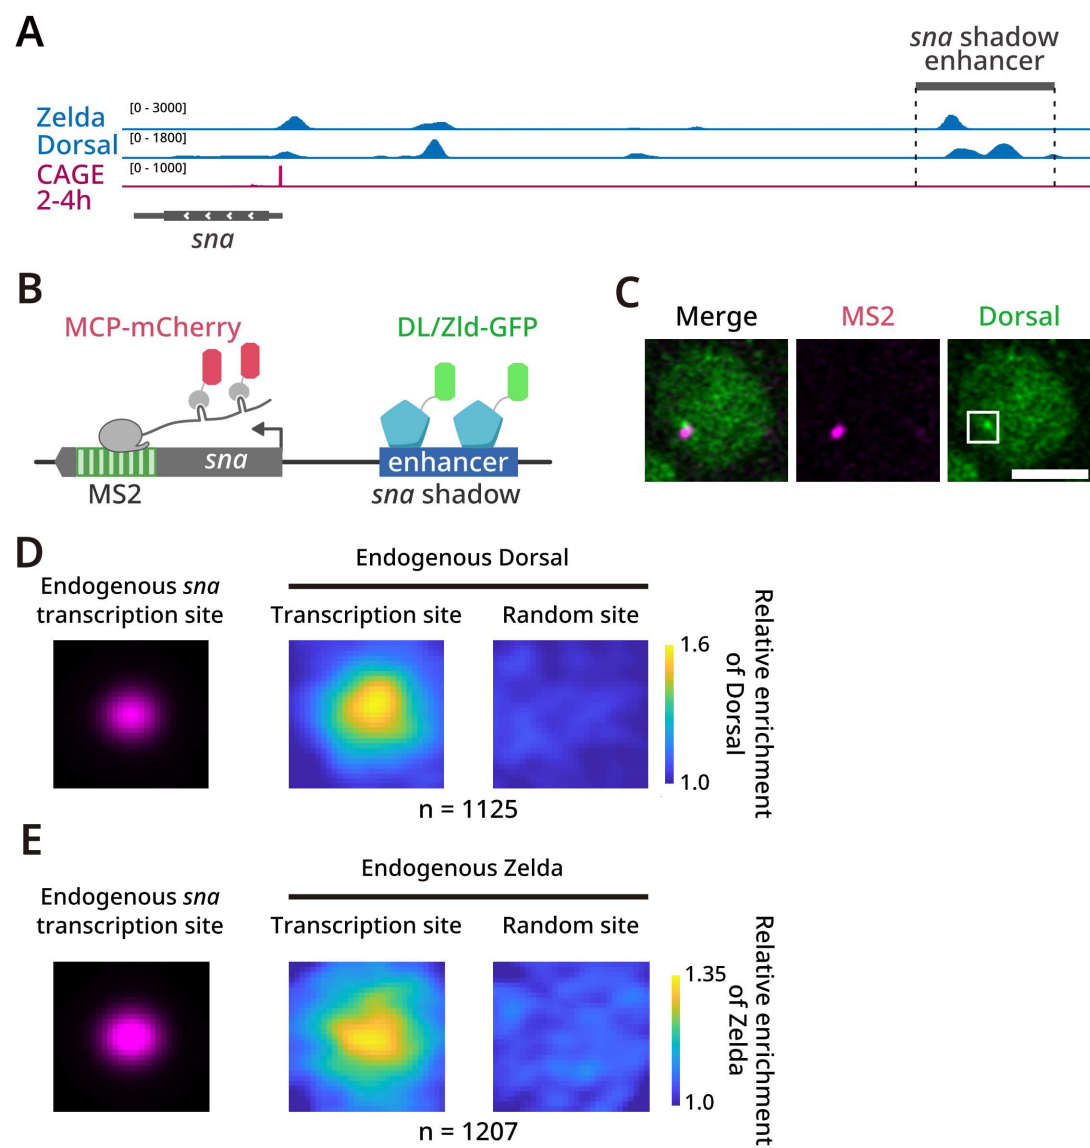 A
sna shadow
enhancer
Zelda
[0 - 3000]
Dorsal
[0 - 1800]
CAGE
2-4h
[0 - 1000]
sna
B
MCP-mCherry
DL/Zld-GFP
sna
enhancer
MS2
sna shadow
C
Merge
MS2
Dorsal
D
Endogenous Dorsal
Endogenous sna
transcription site
Transcription site
Random site
1.6
1.0
Relative enrichment
of Dorsal
n = 1125
E
Endogenous Zelda
Endogenous sna
transcription site
Transcription site
Random site
1.35
1.0
Relative enrichment
of Zelda
n = 1207